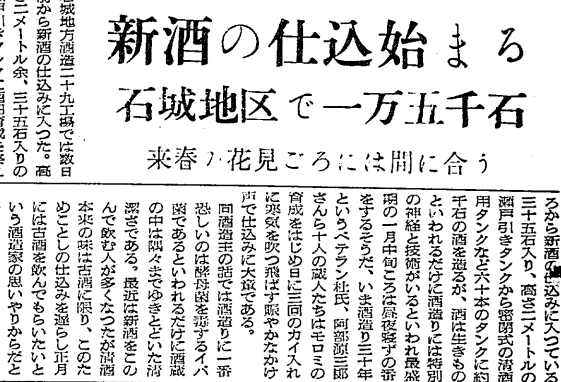 新酒の仕込始まる
石城地区で一万五千石
来春の花見ごろには間に合う
城地方酒造二十九工場では数日
前から新酒の仕込みに入つた。高
二メートル余、三十五石入りの
ろから新酒の仕込みに入つている
三十五石入り、高さ二メートルの
瀬戸引きタンクから密閉式の清酒
用タンクなど六十本のタンクに約
千石の酒を造るが、酒は生きもの
といわれるだけに酒造りには特別
の神経と技術がいるといわれ最盛
期の一月中旬ころは昼夜寝ずの番
をするそうだ、いま酒造り三十年
というベテラン杜氏、阿部源三郎
さんら十人の蔵人たちはモロミの
育成をはじめ日に三回のカイ入れ
に寒気を吹つ飛ばす賑やかなかけ
声で仕込みに大童である。
同酒造主の話では酒造りに一番
恐しいのは酵母菌を毒するイバ
菌であるといわれるだけに酒蔵
の中は隅々までゆきとどいた清
潔さである。最近は新酒をこの
んで飲む人が多くなつたが清酒
本来の味は古酒に限り、このた
めことしの仕込みを遅らし正月
には古酒を飲んでもらいたいと
いう酒造家の思いやりからだと